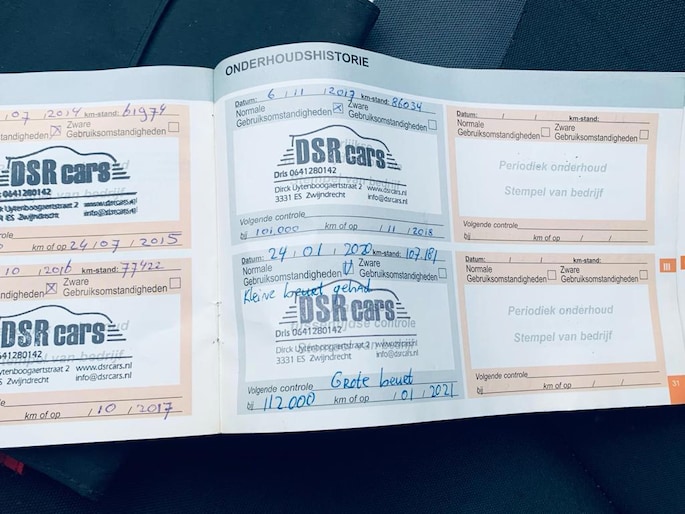 ONDERHOUDSHISTORIE
07 / 2014 km-stand: 61974
standigheden ☒ Zware Gebruiksomstandigheden ☐
DSR cars
0641280142
Dirck Uytenboogaertstraat 2 www.dsrcars.nl
ES Zwijndrecht info@dsrcars.nl
km of op 24 / 07 / 2015
10 / 2016 km-stand: 77422
standigheden ☒ Zware Gebruiksomstandigheden ☐
DSR cars
641280142
ytenboogaertstraat 2 www.dsrcars.nl
ES Zwijndrecht info@dsrcars.nl
km of op / 10 / 2017
Datum: 6 / 11 / 2017 km-stand: 86034
Normale Gebruiksomstandigheden ☒ Zware Gebruiksomstandigheden ☐
DSR cars
Dris 0641280142
Dirck Uytenboogaertstraat 2 www.dsrcars.nl
3331 ES Zwijndrecht info@dsrcars.nl
Volgende controle
bij 101.000 km of op / 11 / 2018
Datum: 24 / 01 / 2020 km-stand: 107.181
Normale Gebruiksomstandigheden ☑ Zware Gebruiksomstandigheden ☐
Kleine beurt gehad
DSR cars
Dris 0641280142
Dirck Uytenboogaertstraat 2 www.dsrcars.nl
3331 ES Zwijndrecht info@dsrcars.nl
Volgende controle Grote beurt
bij 112.000 km of op / 01 / 2021
Datum: / / km-stand:
Normale Gebruiksomstandigheden ☐ Zware Gebruiksomstandigheden ☐
Periodiek onderhoud
Stempel van bedrijf
Volgende controle
bij km of op / /
Datum: / / km-stand:
Normale Gebruiksomstandigheden ☐ Zware Gebruiksomstandigheden ☐
Periodiek onderhoud
Stempel van bedrijf
Volgende controle
bij km of op / /
III
31